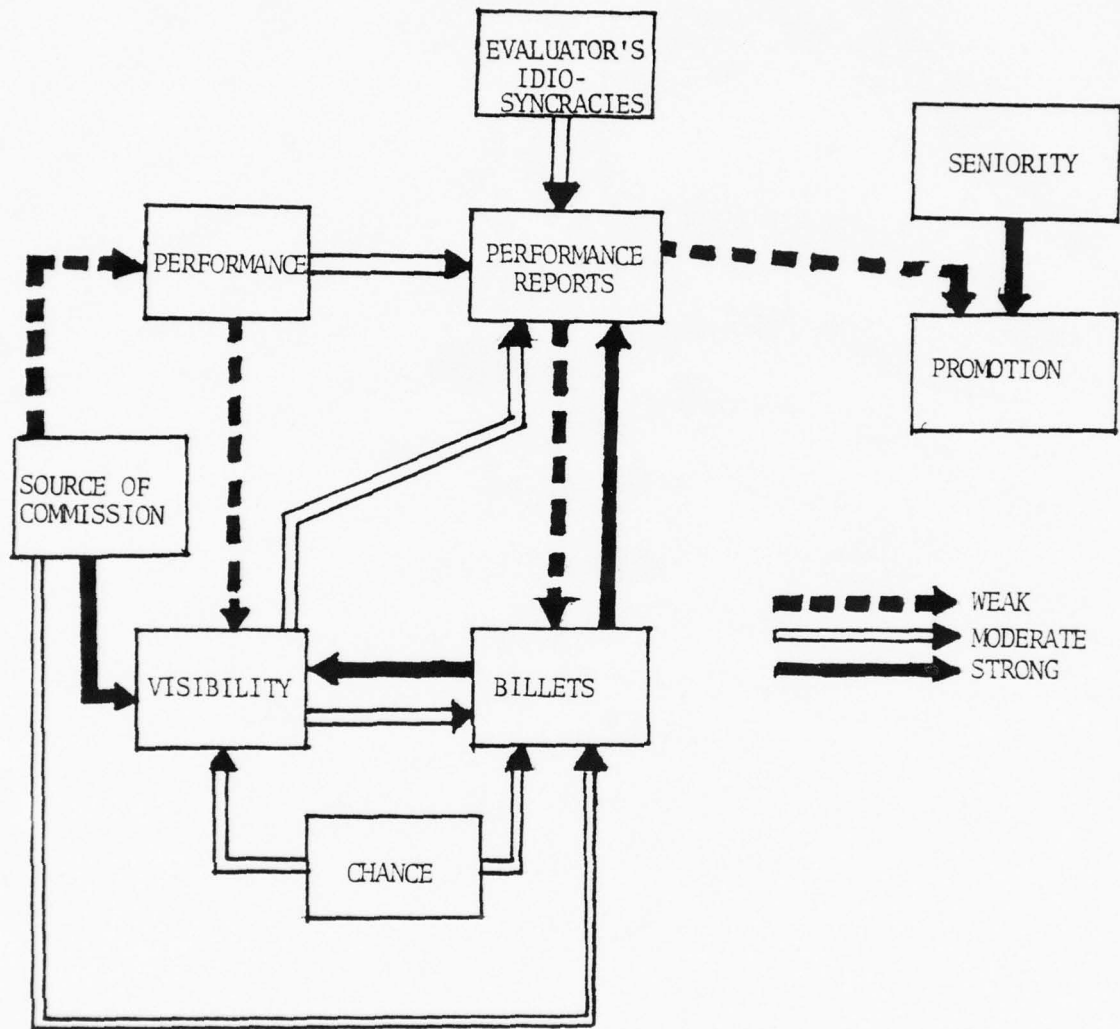 EVALUATOR'S
IDIO-
SYNCRACIES
SENIORITY
PERFORMANCE
PERFORMANCE
REPORTS
PROMOTION
SOURCE OF
COMMISSION
WEAK
MODERATE
STRONG
VISIBILITY
BILLETS
CHANCE